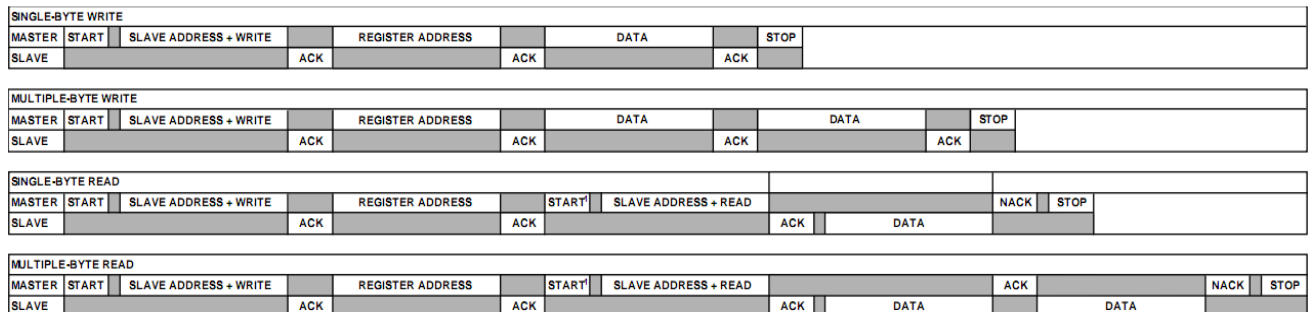 SINGLE-BYTE WRITE
MASTER START SLAVE ADDRESS + WRITE REGISTER ADDRESS DATA STOP
SLAVE ACK ACK ACK
MULTIPLE-BYTE WRITE
MASTER START SLAVE ADDRESS + WRITE REGISTER ADDRESS DATA DATA STOP
SLAVE ACK ACK ACK ACK
SINGLE-BYTE READ
MASTER START SLAVE ADDRESS + WRITE REGISTER ADDRESS START¹ SLAVE ADDRESS + READ NACK STOP
SLAVE ACK ACK ACK DATA
MULTIPLE-BYTE READ
MASTER START SLAVE ADDRESS + WRITE REGISTER ADDRESS START¹ SLAVE ADDRESS + READ ACK NACK STOP
SLAVE ACK ACK ACK DATA DATA